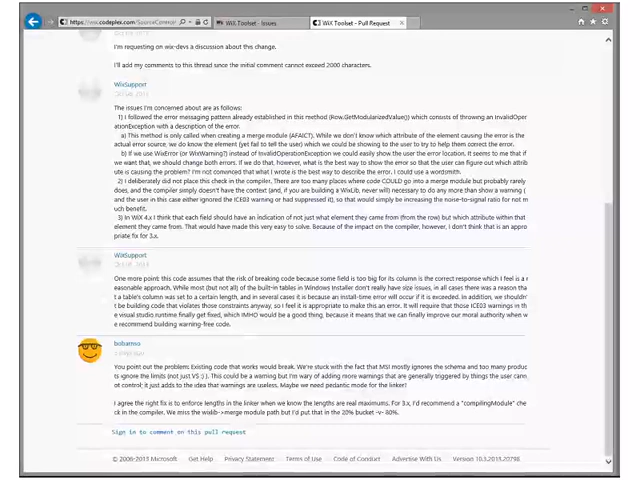 https://wix.codeplex.com/SourceControl
WiX Toolset - Issues
WiX Toolset - Pull Request
I'm requesting on wix-devs a discussion about this change.
I'll add my comments to this thread since the initial comment cannot exceed 2000 characters.
WixSupport
The issues I'm concerned about are as follows:
1) I followed the error messaging pattern already established in this method (Row.GetModularizedValue()) which consists of throwing an InvalidOper
ationException with a description of the error.
a) This method is only called when creating a merge module (AFAICT). While we don't know which attribute of the element causing the error is the
actual error source, we do know the element (yet fail to tell the user) which we could be showing to the user to try to help them correct the error.
b) If we use WixError (or WixWarning?) instead of InvalidOperationException we could easily show the user the error location. It seems to me that if
we want that, we should change both errors. If we do that, however, what is the best way to show the error so that the user can figure out which attrib
ute is causing a problem? I'm not convinced that what I wrote is the best way to describe the error. I could use a wordsmith.
2) I deliberately did not place this check in the compiler. There are too many places where code COULD go into a merge module but probably rarely
does, and the compiler simply doesn't have the context (and, if you are building a WixLib, never will) necessary to do any more than show a warning (
and the user in this case either ignored the ICE03 warning or had suppressed it), so that would simply be increasing the noise-to-signal ratio for not m
uch benefit.
3) In WiX 4.x I think that each field should have an indication of not just what element they came from (from the row) but which attribute within that
element they came from. That would have made this very easy to solve. Because of the impact on the compiler, however, I don't think that is an appro
priate fix for 3.x.
WixSupport
One more point: this code assumes that the risk of breaking code because some field is too big for its column is the correct response which I feel is a r
easonable approach. While most (but not all) of the built-in tables in Windows Installer don't really have size issues, in all cases there was a reason tha
t a table's column was set to a certain length, and in several cases it is because an install-time error will occur if it is exceeded. In addition, we shouldn'
t be building code that violates those constraints anyway, so I feel it is appropriate to make this an error. It will require that those ICE03 warnings in th
e visual studio runtime finally get fixed, which IMHO would be a good thing, because it means that we can finally improve our moral authority when w
e recommend building warning-free code.
bobarnso
You point out the problem: Existing code that works would break. We're stuck with the fact that MSI mostly ignores the schema and too many produc
ts ignore the limits (not just VS :) ). This could be a warning but I'm wary of adding more warnings that are generally triggered by things the user cann
ot control; it just adds to the idea that warnings are useless. Maybe we need pedantic mode for the linker?
I agree the right fix is to enforce lengths in the linker when we know the lengths are real maximums. For 3.x, I'd recommend a "compilingModule" che
ck in the compiler. We miss the wixlib->merge module path but I'd put that in the 20% bucket -v- 80%.
Sign in to comment on this pull request
© 2006-2013 Microsoft Get Help Privacy Statement Terms of Use Code of Conduct Advertise With Us Version 10.3.2013.20798